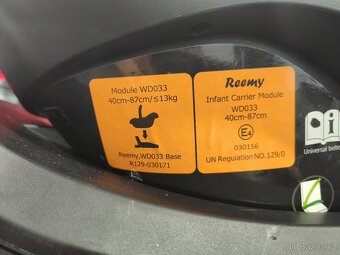 Module WD033
40cm-87cm/≤13kg
Reemy,WD033 Base
R129-030171
Reemy
Infant Carrier Module
WD033
40cm-87cm
E4
030156
UN Regulation NO.129/0
i
Universal belte